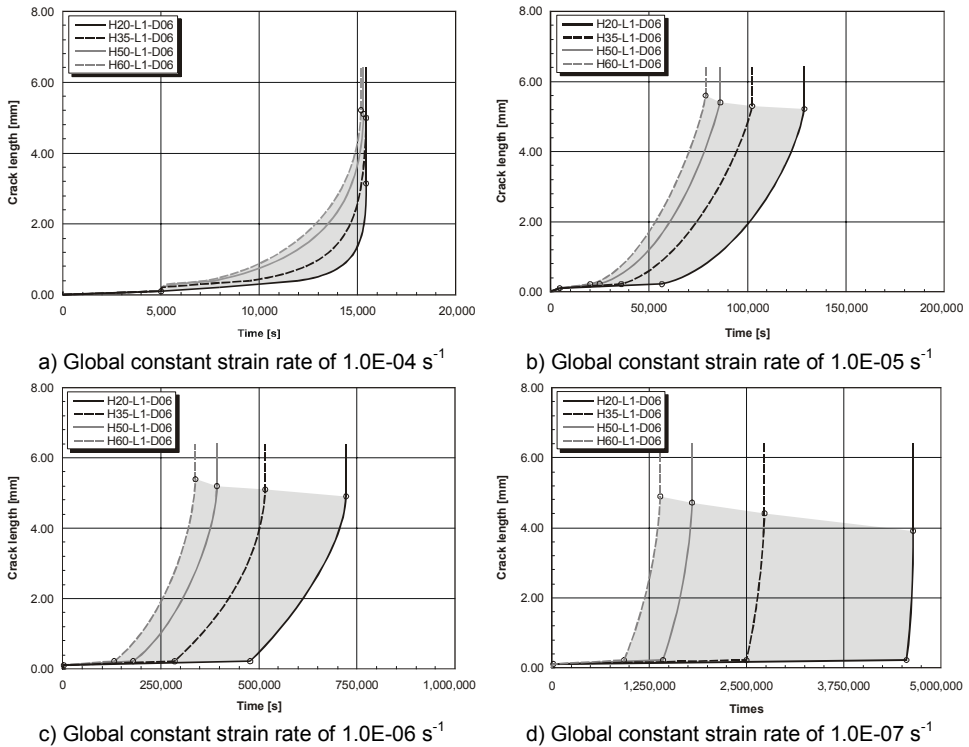 8.00
6.00
4.00
2.00
0.00
Crack length [mm]
H20-L1-D06
H35-L1-D06
H50-L1-D06
H60-L1-D06
0
5,000
10,000
15,000
20,000
Time [s]
a) Global constant strain rate of 1.0E-04 s-1
8.00
6.00
4.00
2.00
0.00
Crack length [mm]
H20-L1-D06
H35-L1-D06
H50-L1-D06
H60-L1-D06
0
50,000
100,000
150,000
200,000
Time [s]
b) Global constant strain rate of 1.0E-05 s-1
8.00
6.00
4.00
2.00
0.00
Crack length [mm]
H20-L1-D06
H35-L1-D06
H50-L1-D06
H60-L1-D06
0
250,000
500,000
750,000
1,000,000
Time [s]
c) Global constant strain rate of 1.0E-06 s-1
8.00
6.00
4.00
2.00
0.00
Crack length [mm]
H20-L1-D06
H35-L1-D06
H50-L1-D06
H60-L1-D06
0
1,250,000
2,500,000
3,750,000
5,000,000
Times
d) Global constant strain rate of 1.0E-07 s-1